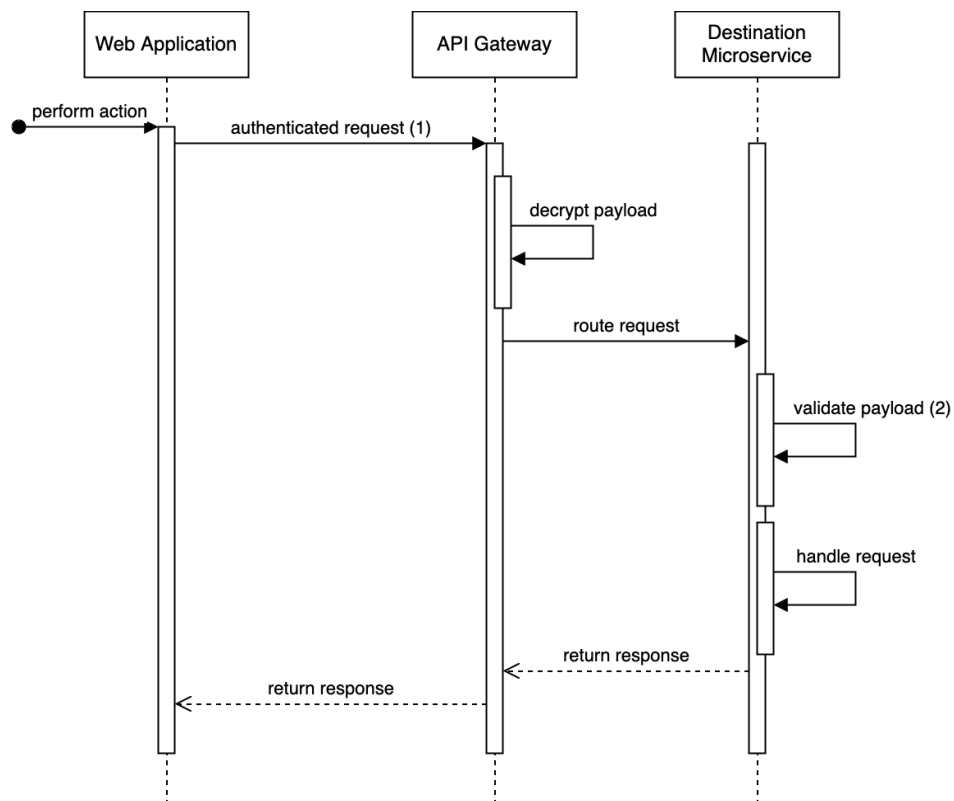 Web Application
API Gateway
Destination
Microservice
perform action
authenticated request (1)
decrypt payload
route request
validate payload (2)
handle request
return response
return response